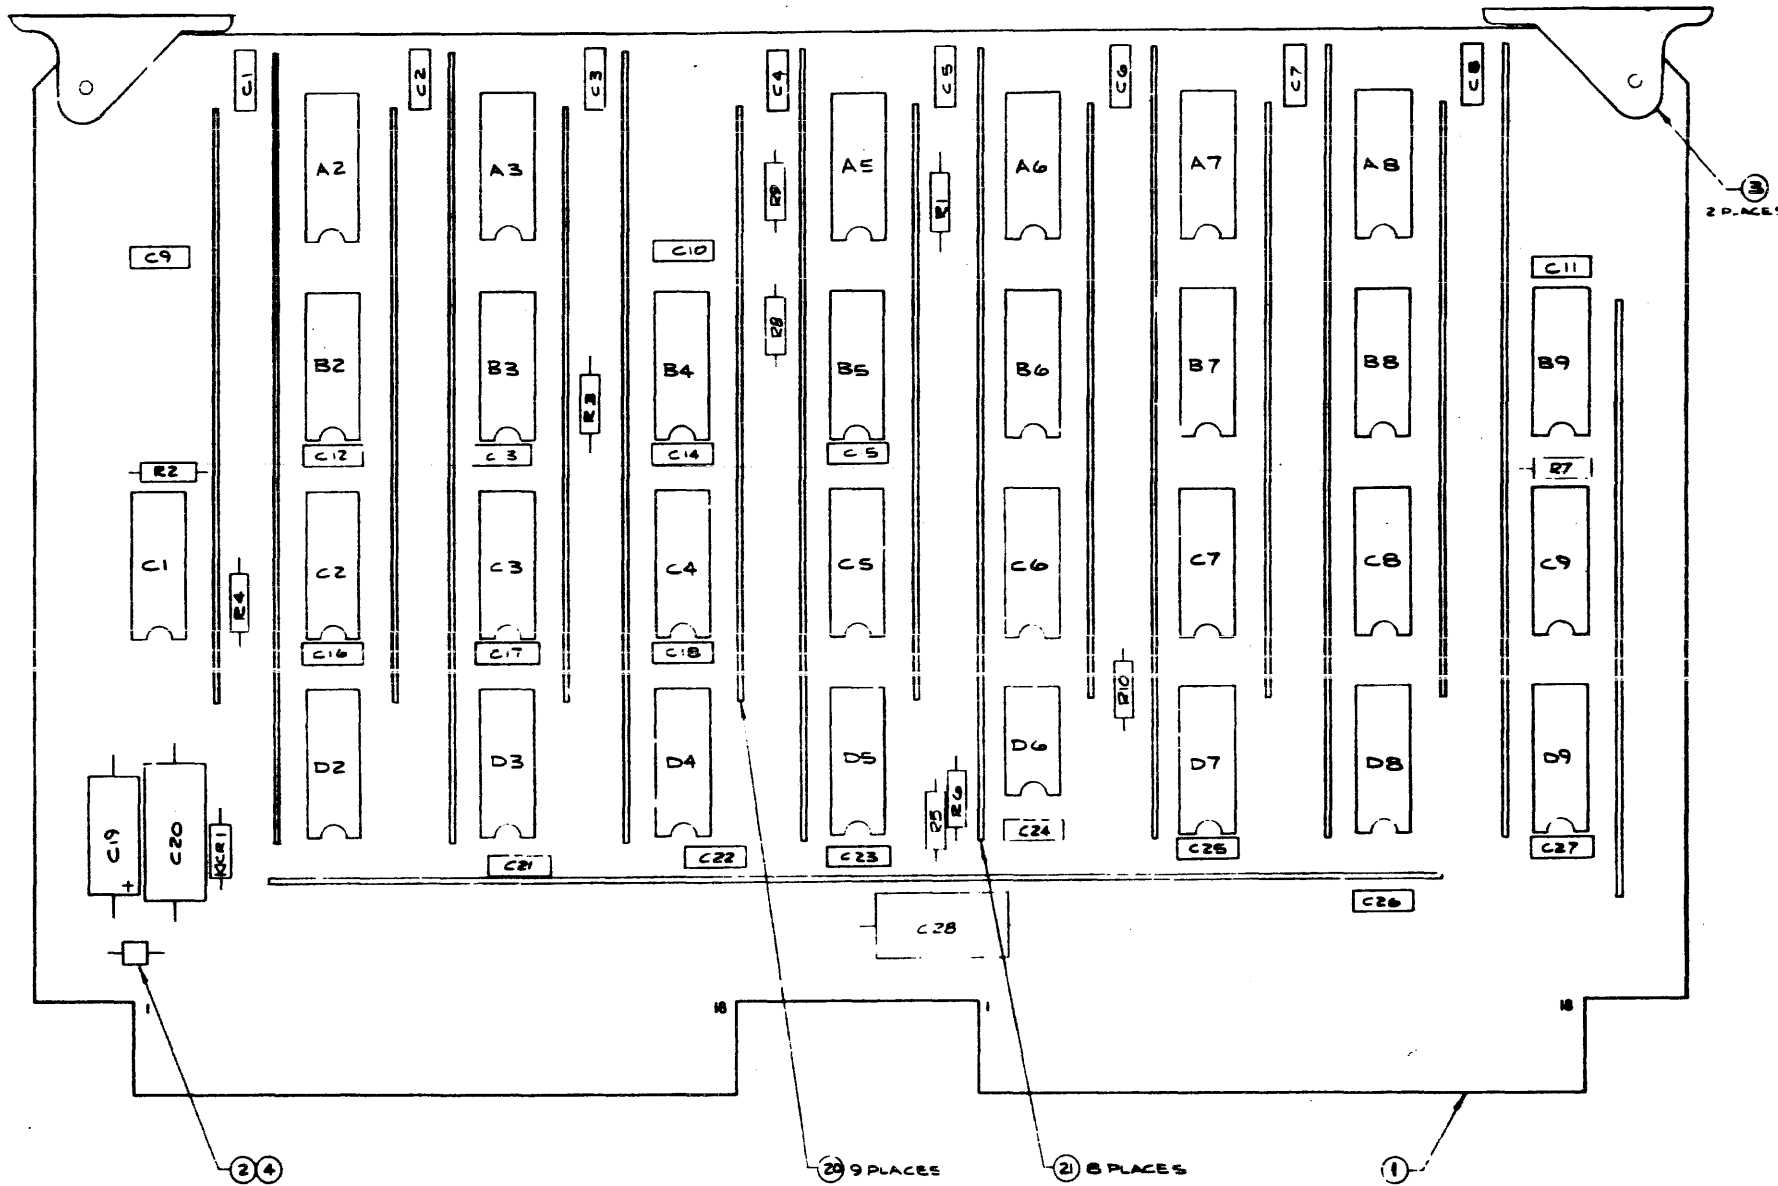 C1 C2 C3 C4 C5 C6 C7 C8
A2 A3 A5 A6 A7 A8
R9 R1
3
2 PLACES
C9 C10 C11
R8
B2 B3 B4 B5 B6 B7 B8 B9
R3
C12 C13 C14 C15
R2 R7
C1 C2 C3 C4 C5 C6 C7 C8 C9
R4
C16 C17 C18
R10
D2 D3 D4 D5 D6 D7 D8 D9
R5 R6
C19 C20 CR1
+
C24
C21 C22 C23 C25 C27
C26
C28
1 18 1 18
2 4
20 9 PLACES
21 8 PLACES
1